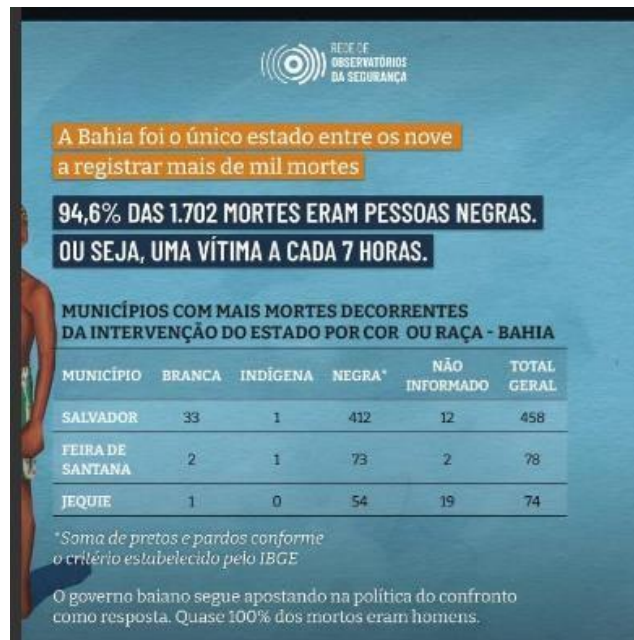 REDE DE
OBSERVATÓRIOS
DA SEGURANÇA
A Bahia foi o único estado entre os nove
a registrar mais de mil mortes
94,6% DAS 1.702 MORTES ERAM PESSOAS NEGRAS.
OU SEJA, UMA VÍTIMA A CADA 7 HORAS.
MUNICÍPIOS COM MAIS MORTES DECORRENTES
DA INTERVENÇÃO DO ESTADO POR COR OU RAÇA - BAHIA
MUNICÍPIO BRANCA INDÍGENA NEGRA* NÃO INFORMADO TOTAL GERAL
SALVADOR 33 1 412 12 458
FEIRA DE SANTANA 2 1 73 2 78
JEQUIE 1 0 54 19 74
*Soma de pretos e pardos conforme
o critério estabelecido pelo IBGE
O governo baiano segue apostando na política do confronto
como resposta. Quase 100% dos mortos eram homens.